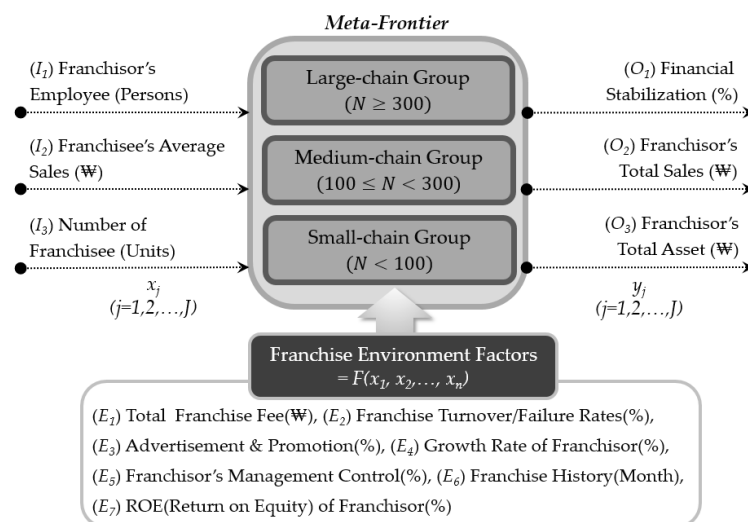 Meta-Frontier
(I₁) Franchisor's
Employee (Persons)
(I₂) Franchisee's Average
Sales (₩)
(I₃) Number of
Franchisee (Units)
xⱼ
(j=1,2,…,J)
Large-chain Group
(N ≥ 300)
Medium-chain Group
(100 ≤ N < 300)
Small-chain Group
(N < 100)
(O₁) Financial
Stabilization (%)
(O₂) Franchisor's
Total Sales (₩)
(O₃) Franchisor's
Total Asset (₩)
yⱼ
(j=1,2,…,J)
Franchise Environment Factors
= F(x₁, x₂,…, xₙ)
(E₁) Total Franchise Fee(₩), (E₂) Franchise Turnover/Failure Rates(%),
(E₃) Advertisement & Promotion(%), (E₄) Growth Rate of Franchisor(%),
(E₅) Franchisor's Management Control(%), (E₆) Franchise History(Month),
(E₇) ROE(Return on Equity) of Franchisor(%)